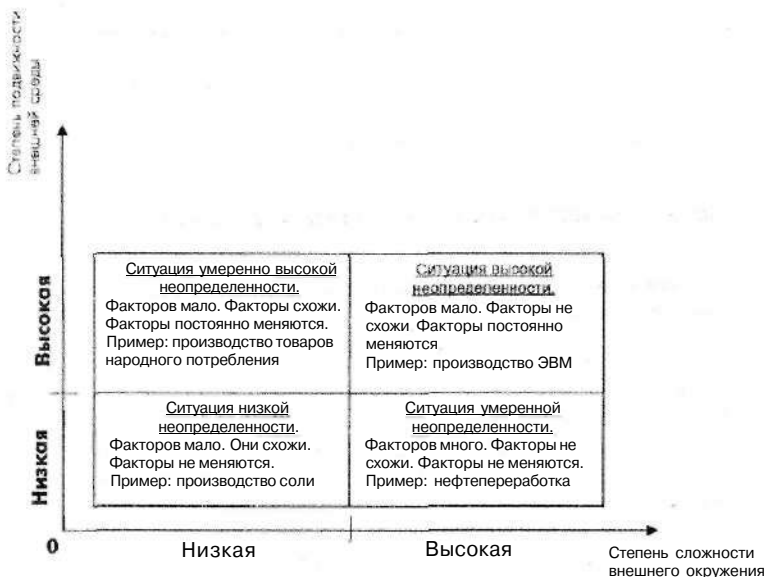 Степень подвижности
внешней среды
Высокая
Низкая
Ситуация умеренно высокой
неопределенности.
Факторов мало. Факторы схожи.
Факторы постоянно меняются.
Пример: производство товаров
народного потребления
Ситуация высокой
неопределенности.
Факторов мало. Факторы не
схожи Факторы постоянно
меняются
Пример: производство ЭВМ
Ситуация низкой
неопределенности.
Факторов мало. Они схожи.
Факторы не меняются.
Пример: производство соли
Ситуация умеренной
неопределенности.
Факторов много. Факторы не
схожи. Факторы не меняются.
Пример: нефтепереработка
0
Низкая
Высокая
Степень сложности
внешнего окружения